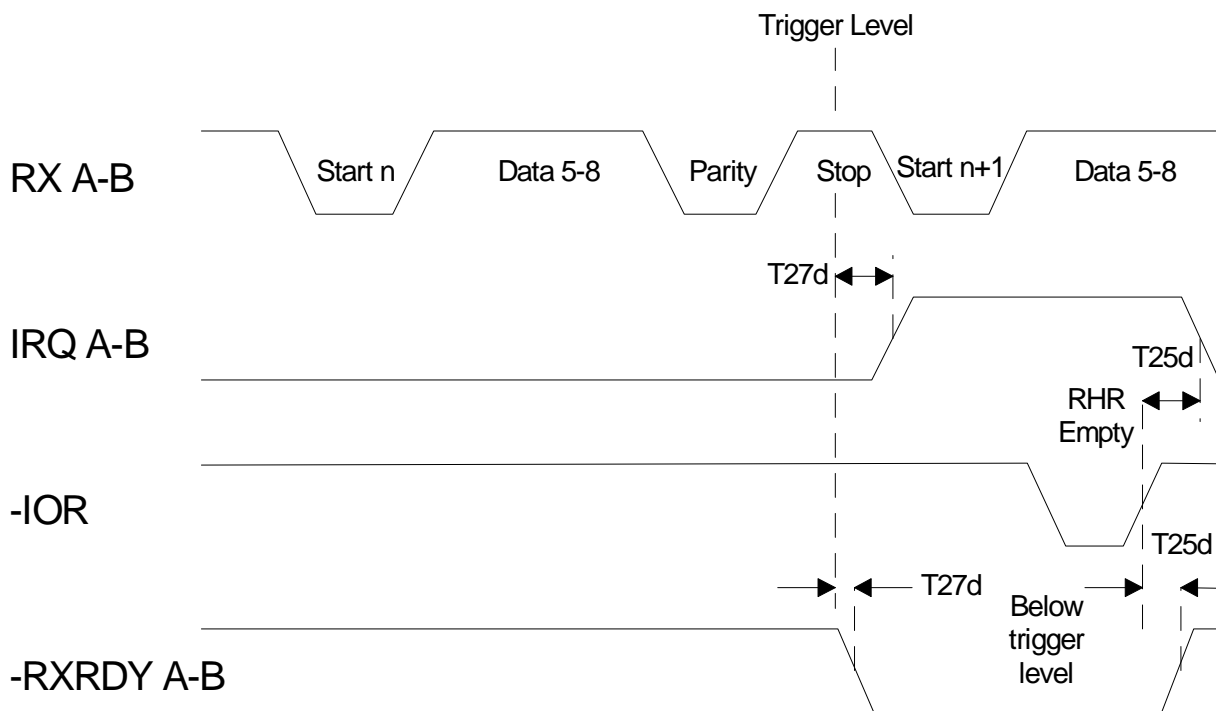 Trigger Level
RX A-B
Start n
Data 5-8
Parity
Stop
Start n+1
Data 5-8
T27d
IRQ A-B
T25d
RHR
Empty
-IOR
T25d
T27d
Below
trigger
level
-RXRDY A-B